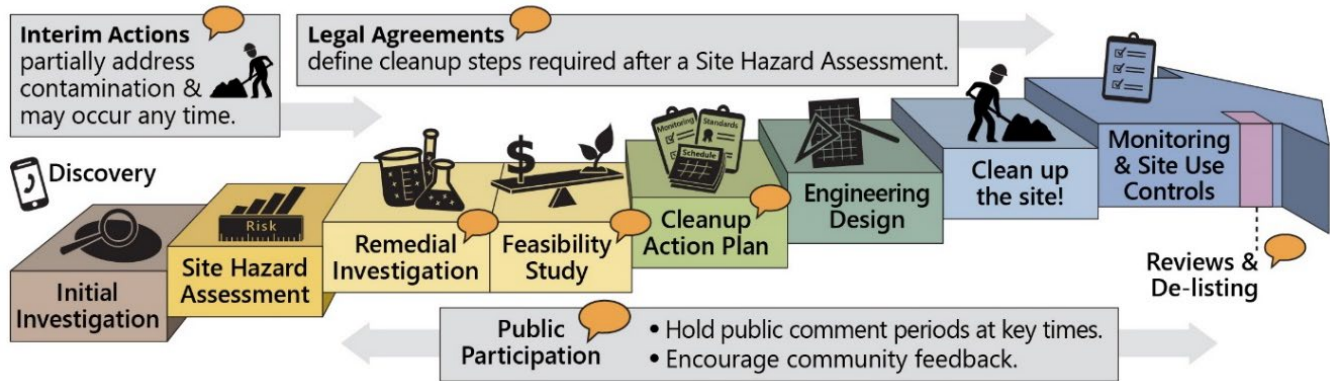 Interim Actions
partially address
contamination &
may occur any time.
Legal Agreements
define cleanup steps required after a Site Hazard Assessment.
Discovery
Initial
Investigation
Risk
Site Hazard
Assessment
Remedial
Investigation
$
Feasibility
Study
Monitoring
Standards
Schedule
Cleanup
Action Plan
Engineering
Design
Clean up
the site!
Monitoring
& Site Use
Controls
Reviews &
De-listing
Public
Participation
• Hold public comment periods at key times.
• Encourage community feedback.